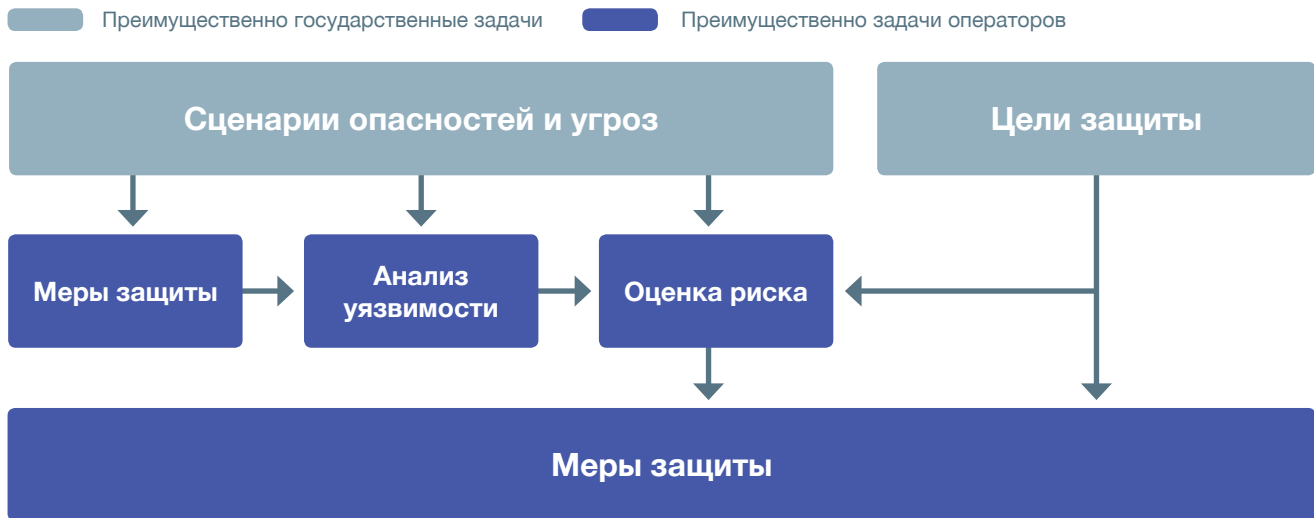 Преимущественно государственные задачи
Преимущественно задачи операторов
Сценарии опасностей и угроз
Цели защиты
Меры защиты
Анализ
уязвимости
Оценка риска
Меры защиты